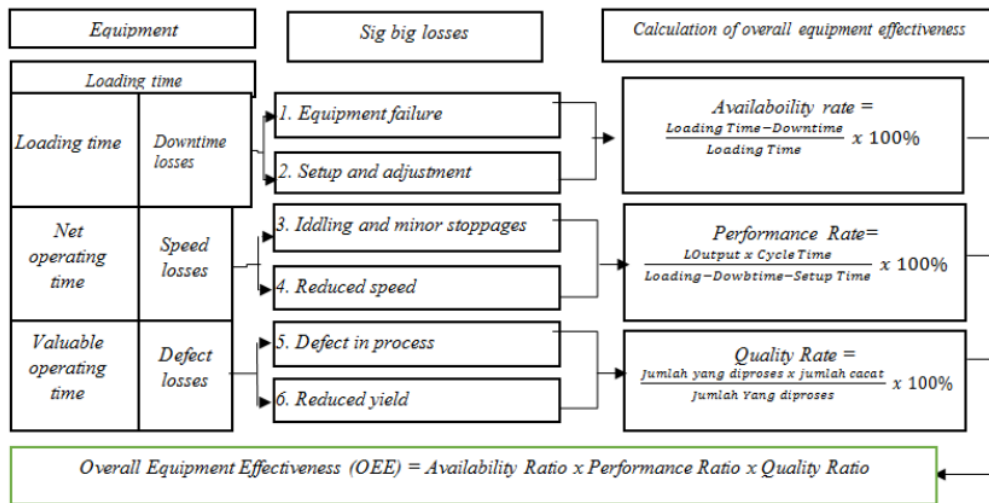 Equipment
Sig big losses
Calculation of overall equipment effectiveness
Loading time
Loading time
Downtime
losses
1. Equipment failure
2. Setup and adjustment
Availaboility rate =
Loading Time−Downtime
Loading Time
x 100%
Net
operating
time
Speed
losses
3. Iddling and minor stoppages
4. Reduced speed
Performance Rate=
LOutput x Cycle Time
Loading−Dowbtime−Setup Time
x 100%
Valuable
operating
time
Defect
losses
5. Defect in process
6. Reduced yield
Quality Rate =
Jumlah yang diproses x jumlah cacat
Jumlah Yang diproses
x 100%
Overall Equipment Effectiveness (OEE) = Availability Ratio x Performance Ratio x Quality Ratio